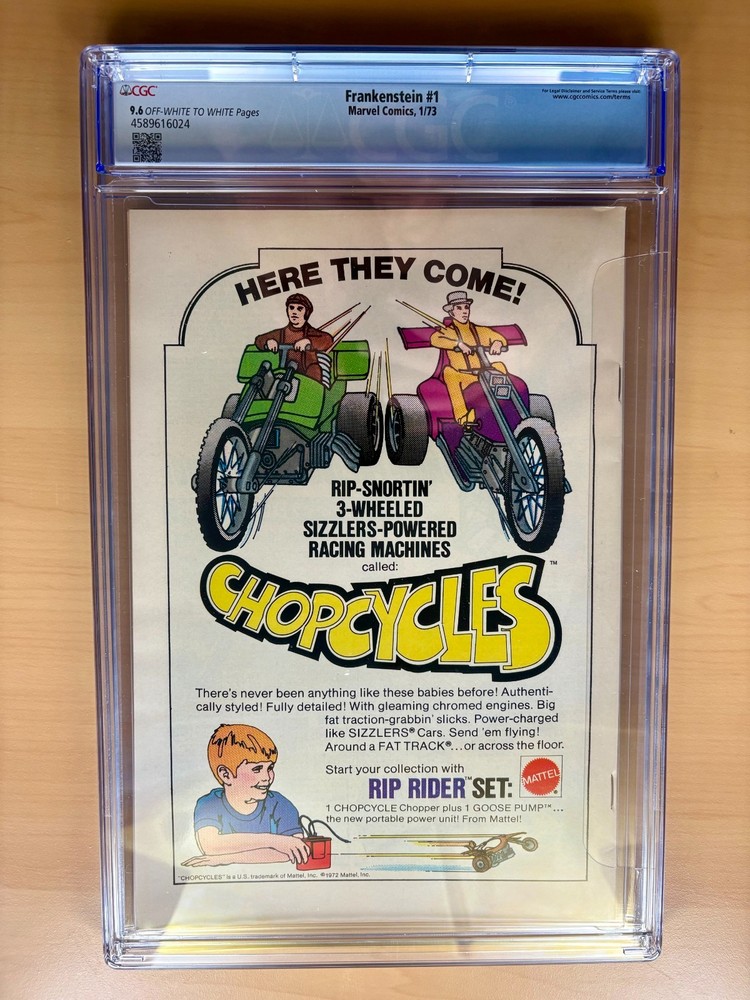 CGC
9.6 OFF-WHITE TO WHITE Pages
4589616024
Frankenstein #1
Marvel Comics, 1/73
For Legal Disclaimer and Service Terms please visit:
www.cgccomics.com/terms
HERE THEY COME!
RIP-SNORTIN'
3-WHEELED
SIZZLERS-POWERED
RACING MACHINES
called:
CHOPCYCLES™
There's never been anything like these babies before! Authenti-
cally styled! Fully detailed! With gleaming chromed engines. Big
fat traction-grabbin' slicks. Power-charged
like SIZZLERS® Cars. Send 'em flying!
Around a FAT TRACK®...or across the floor.
Start your collection with
RIP RIDER™ SET:
MATTEL
1 CHOPCYCLE Chopper plus 1 GOOSE PUMP™...
the new portable power unit! From Mattel!
"CHOPCYCLES" is a U.S. trademark of Mattel, Inc. ©1972 Mattel, Inc.